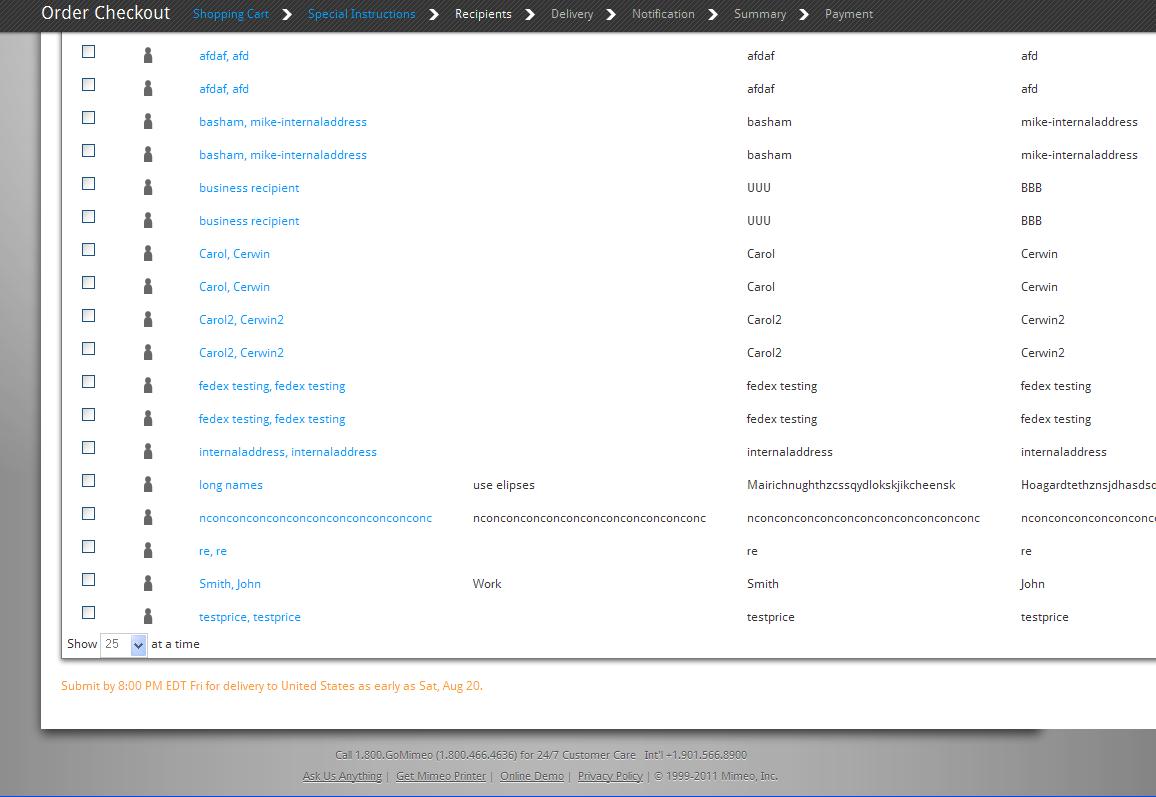 Order Checkout Shopping Cart Special Instructions Recipients Delivery Notification Summary Payment
afdaf, afd afdaf afd
afdaf, afd afdaf afd
basham, mike-internaladdress basham mike-internaladdress
basham, mike-internaladdress basham mike-internaladdress
business recipient UUU BBB
business recipient UUU BBB
Carol, Cerwin Carol Cerwin
Carol, Cerwin Carol Cerwin
Carol2, Cerwin2 Carol2 Cerwin2
Carol2, Cerwin2 Carol2 Cerwin2
fedex testing, fedex testing fedex testing fedex testing
fedex testing, fedex testing fedex testing fedex testing
internaladdress, internaladdress internaladdress internaladdress
long names use elipses Mairichnughthzcssqydlokskjikcheensk
nconconconconconconconconconconconc nconconconconconconconconconconconc nconconconconconconconconconconconc
re, re re re
Smith, John Work Smith John
testprice, testprice testprice testprice
Show 25 at a time
Submit by 8:00 PM EDT Fri for delivery to United States as early as Sat, Aug 20.
Call 1.800.GoMimeo (1.800.466.4636) for 24/7 Customer Care Int'l +1.901.566.8900
Ask Us Anything | Get Mimeo Printer | Online Demo | Privacy Policy | © 1999-2011 Mimeo, Inc.